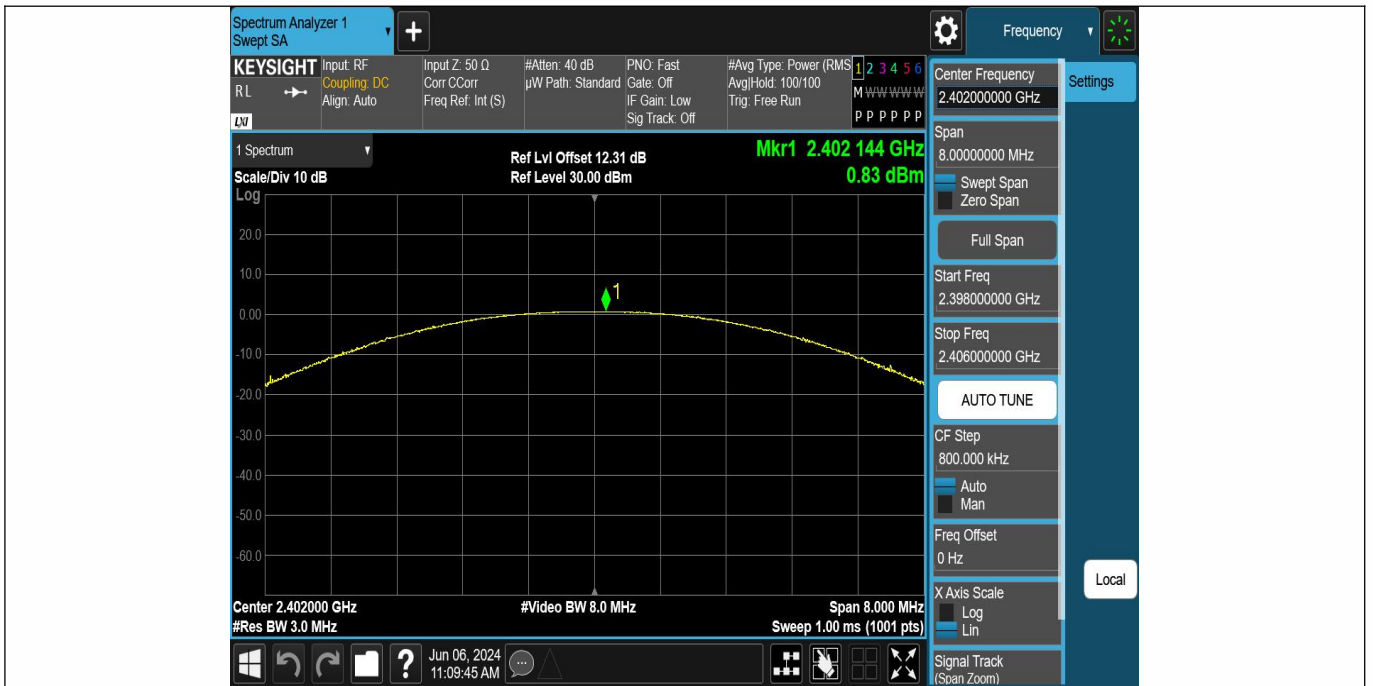 Spectrum Analyzer 1
Swept SA
+
Frequency
KEYSIGHT
RL
LXI
Input: RF
Coupling: DC
Align: Auto
Input Z: 50 Ω
Corr CCorr
Freq Ref: Int (S)
#Atten: 40 dB
µW Path: Standard
PNO: Fast
Gate: Off
IF Gain: Low
Sig Track: Off
#Avg Type: Power (RMS
Avg|Hold: 100/100
Trig: Free Run
1 2 3 4 5 6
M W W W W W
P P P P P P
1 Spectrum
Scale/Div 10 dB
Ref Lvl Offset 12.31 dB
Ref Level 30.00 dBm
Mkr1 2.402 144 GHz
0.83 dBm
Log
20.0
10.0
0.00
-10.0
-20.0
-30.0
-40.0
-50.0
-60.0
1
Center 2.402000 GHz
#Res BW 3.0 MHz
#Video BW 8.0 MHz
Span 8.000 MHz
Sweep 1.00 ms (1001 pts)
Center Frequency
2.402000000 GHz
Settings
Span
8.00000000 MHz
Swept Span
Zero Span
Full Span
Start Freq
2.398000000 GHz
Stop Freq
2.406000000 GHz
AUTO TUNE
CF Step
800.000 kHz
Auto
Man
Freq Offset
0 Hz
Local
X Axis Scale
Log
Lin
Signal Track
(Span Zoom)
?
Jun 06, 2024
11:09:45 AM